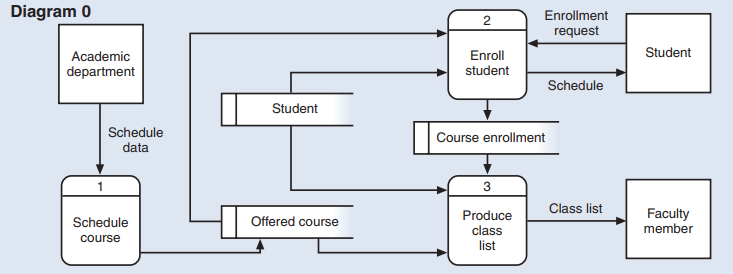 Diagram 0
Academic
department
Schedule
data
1
Schedule
course
Student
Offered course
2
Enroll
student
Enrollment
request
Schedule
Student
Course enrollment
3
Produce
class
list
Class list
Faculty
member